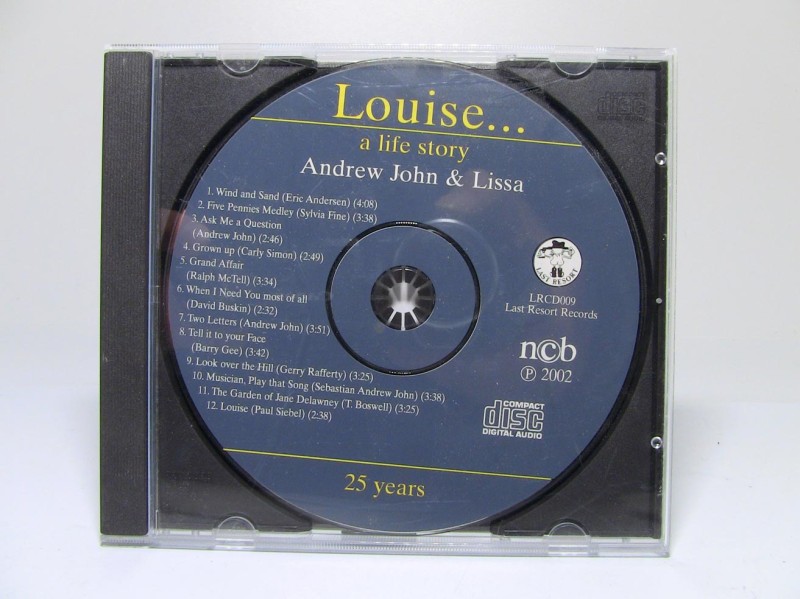 Louise...
a life story
Andrew John & Lissa
1. Wind and Sand (Eric Andersen) (4:08)
2. Five Pennies Medley (Sylvia Fine) (3:38)
3. Ask Me a Question
(Andrew John) (2:46)
4. Grown up (Carly Simon) (2:49)
5. Grand Affair
(Ralph McTell) (3:34)
6. When I Need You most of all
(David Buskin) (2:32)
7. Two Letters (Andrew John) (3:51)
8. Tell it to your Face
(Barry Gee) (3:42)
9. Look over the Hill (Gerry Rafferty) (3:25)
10. Musician, Play that Song (Sebastian Andrew John) (3:38)
11. The Garden of Jane Delawney (T. Boswell) (3:25)
12. Louise (Paul Siebel) (2:38)
LAST RESORT
LRCD009
Last Resort Records
n©b
℗ 2002
COMPACT
disc
DIGITAL AUDIO
25 years
disc